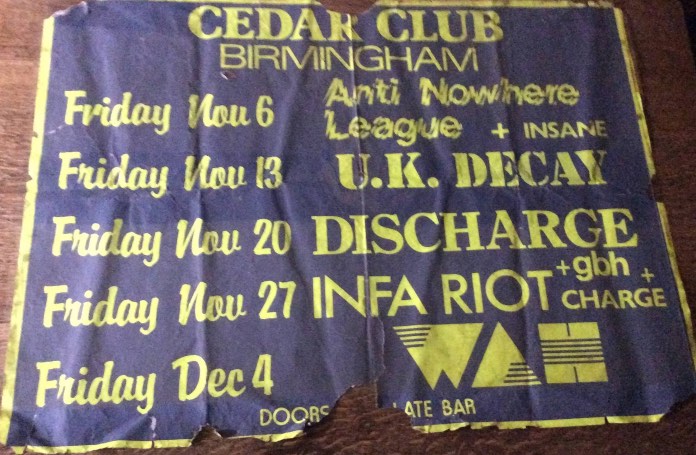 CEDAR CLUB
BIRMINGHAM
Friday Nov 6 Anti Nowhere
League + INSANE
Friday Nov 13 U.K. DECAY
Friday Nov 20 DISCHARGE
+ gbh +
Friday Nov 27 INFA RIOT CHARGE
Friday Dec 4 WAH
DOORS LATE BAR